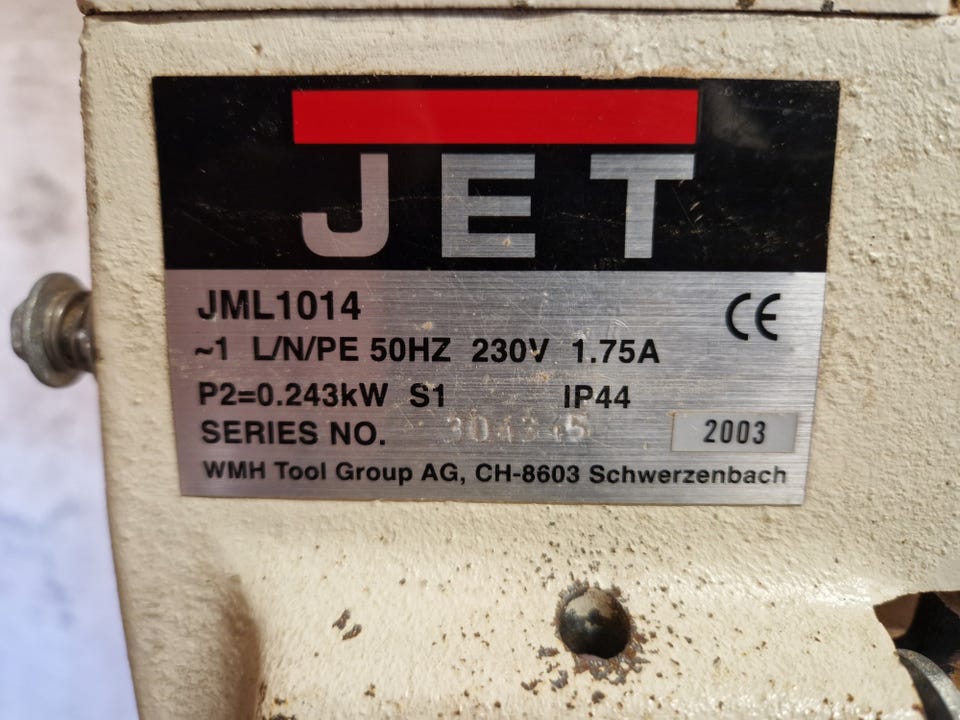 JET
JML1014
CE
~1 L/N/PE 50HZ 230V 1.75A
P2=0.243kW S1 IP44
SERIES NO. 304345
2003
WMH Tool Group AG, CH-8603 Schwerzenbach